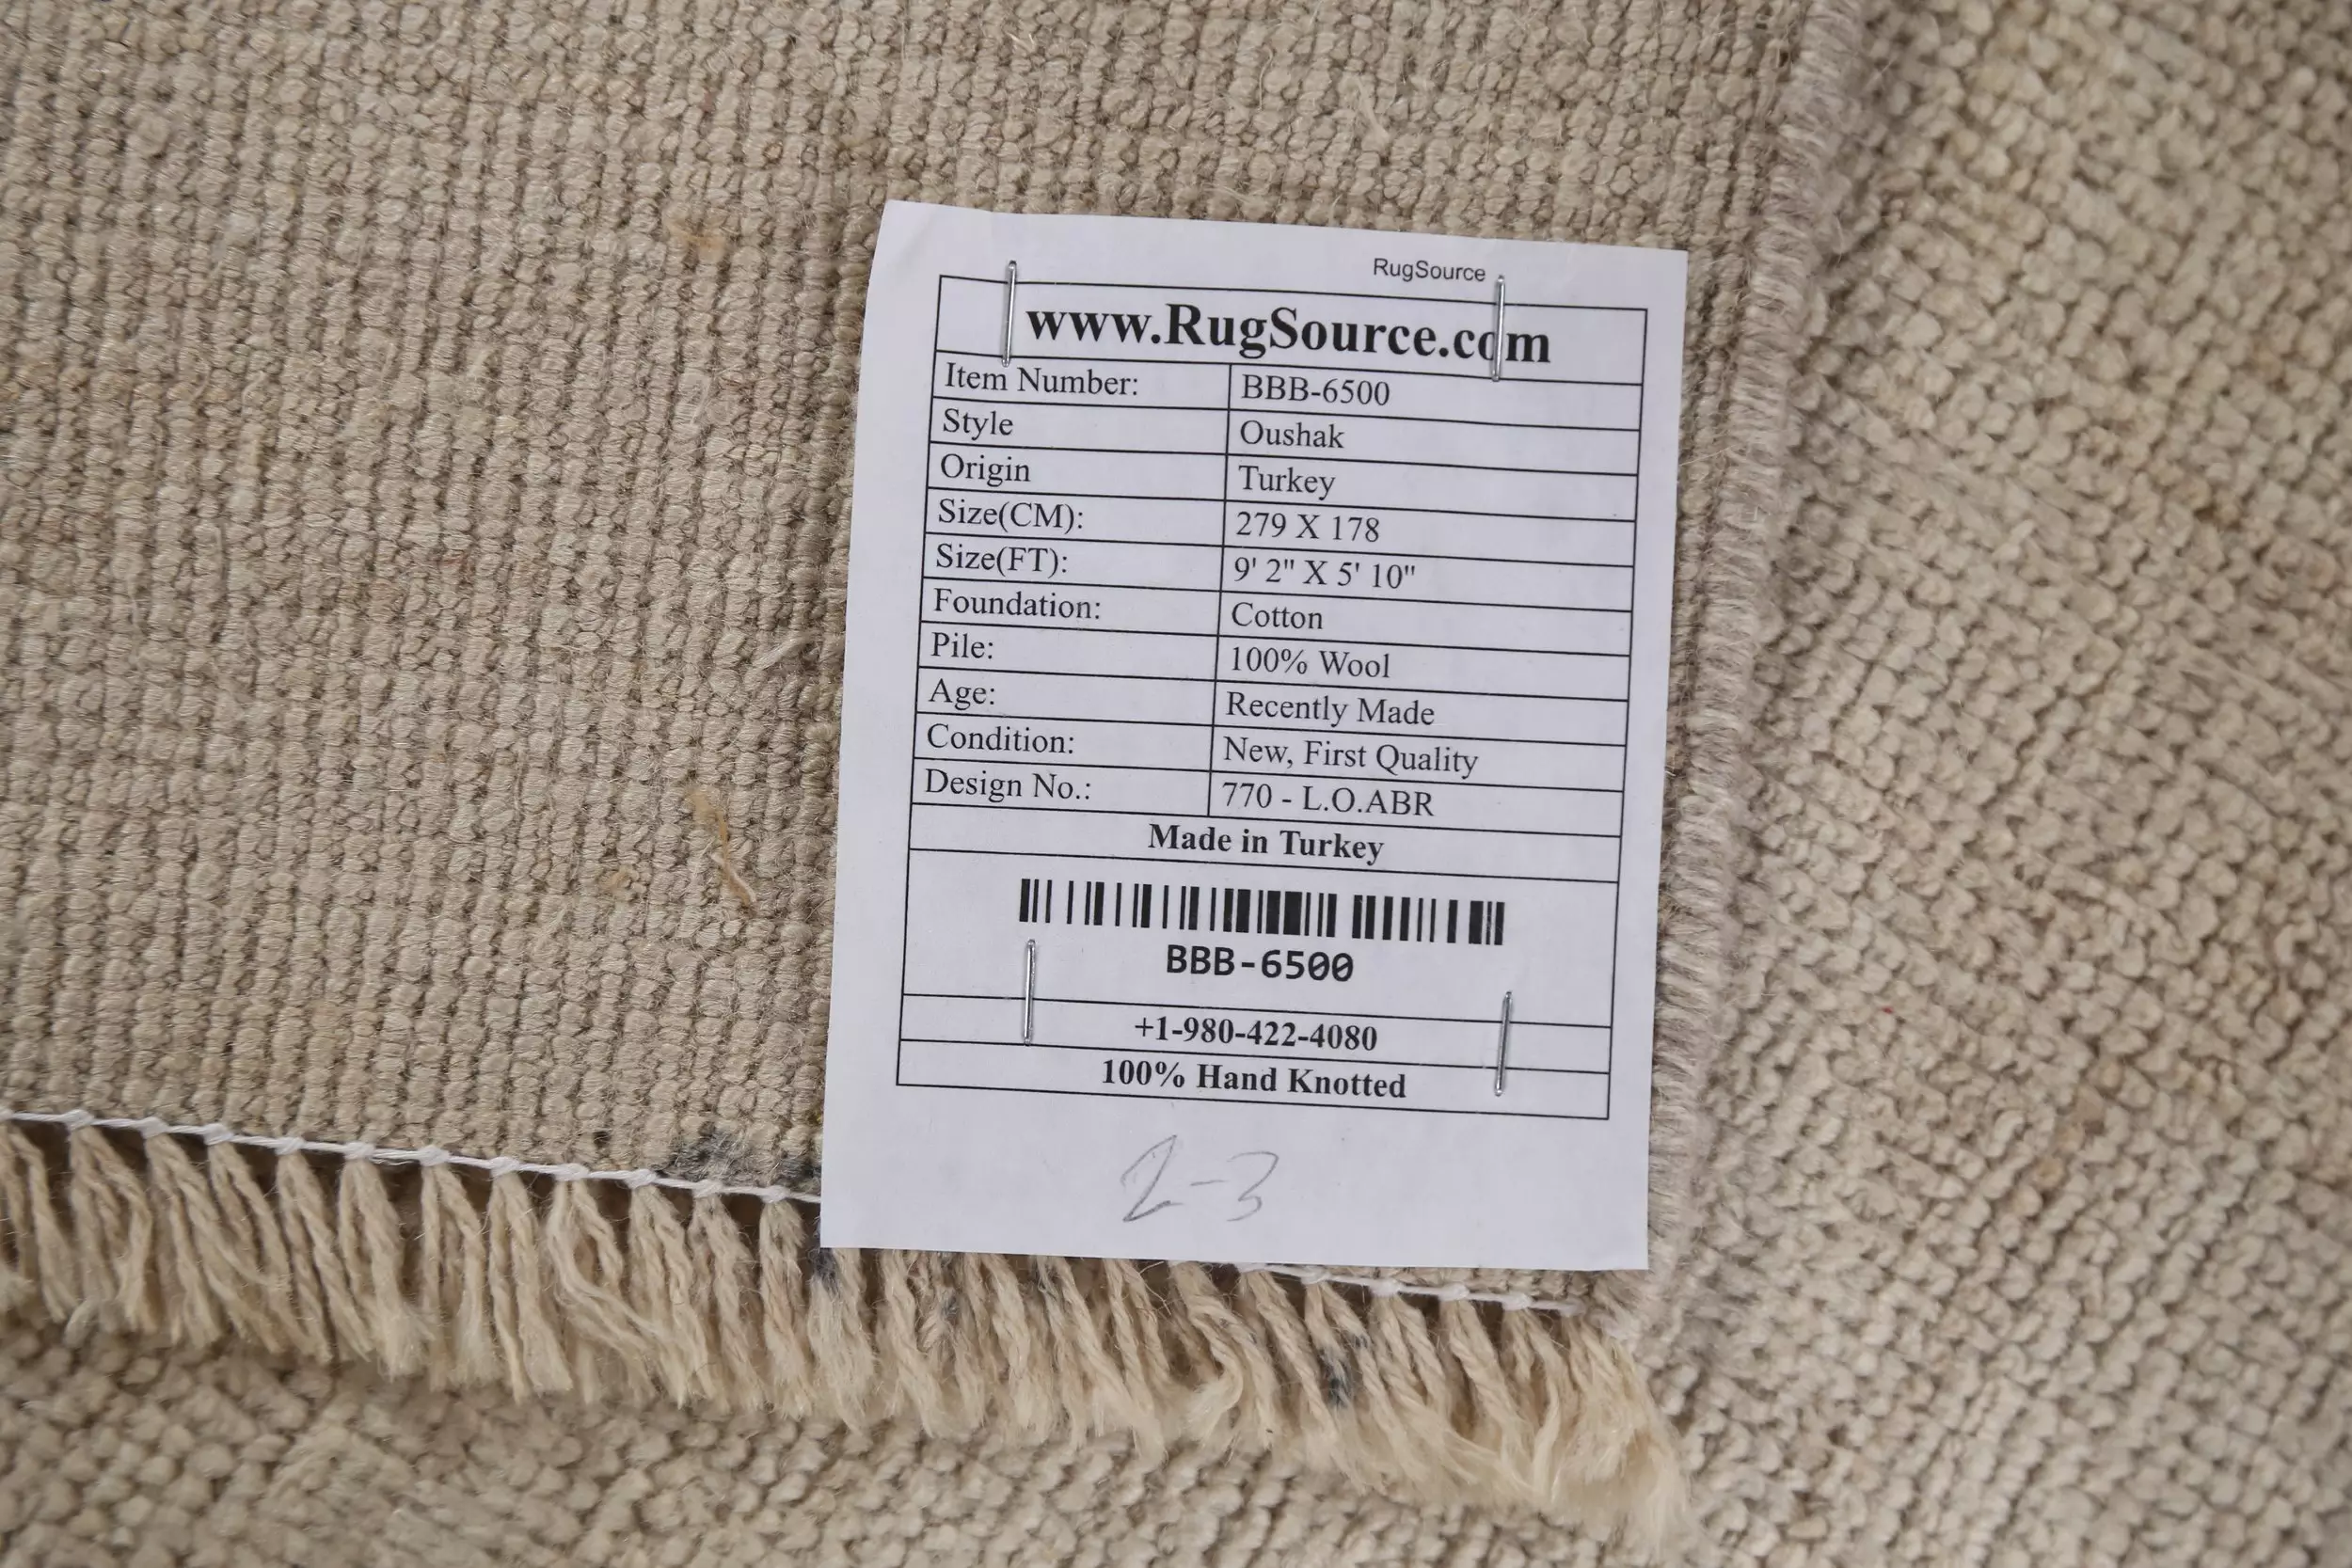 RugSource
www.RugSource.com
Item Number: BBB-6500
Style Oushak
Origin Turkey
Size(CM): 279 X 178
Size(FT): 9' 2" X 5' 10"
Foundation: Cotton
Pile: 100% Wool
Age: Recently Made
Condition: New, First Quality
Design No.: 770 - L.O.ABR
Made in Turkey
BBB-6500
+1-980-422-4080
100% Hand Knotted
2-3